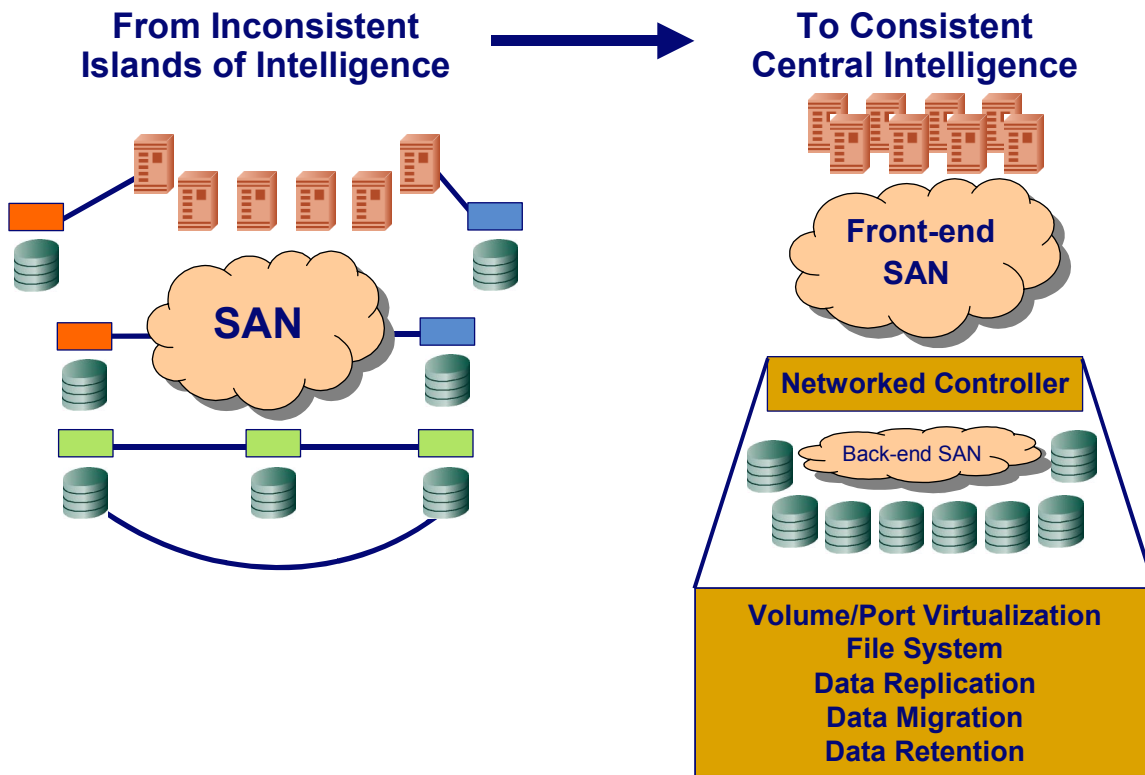 From Inconsistent
Islands of Intelligence
To Consistent
Central Intelligence
SAN
Front-end
SAN
Networked Controller
Back-end SAN
Volume/Port Virtualization
File System
Data Replication
Data Migration
Data Retention